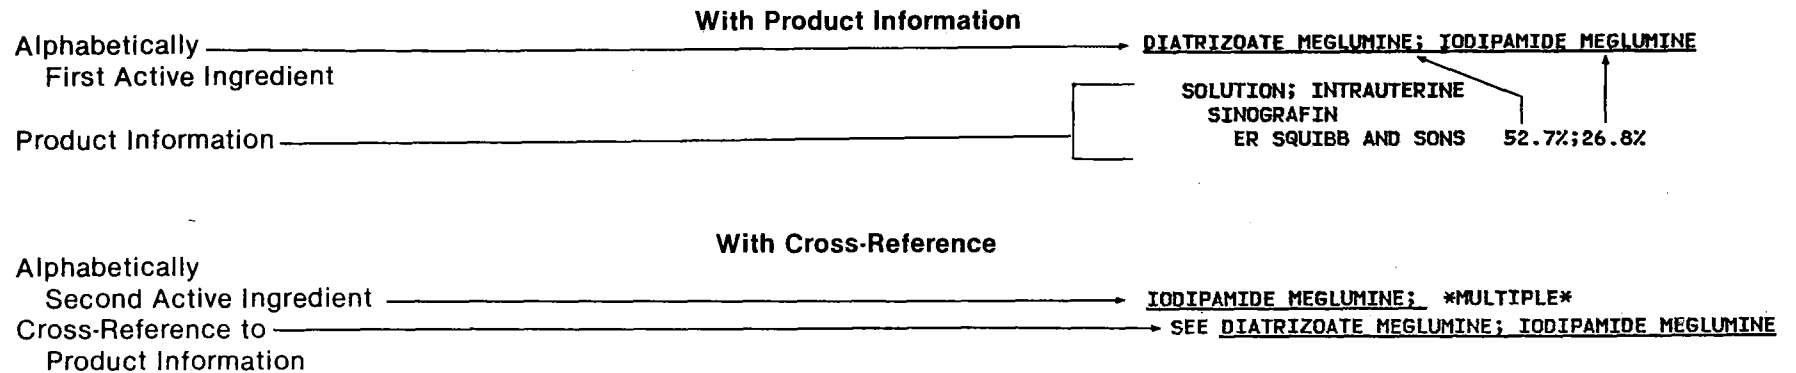 With Product Information
Alphabetically
First Active Ingredient
DIATRIZOATE MEGLUMINE; IODIPAMIDE MEGLUMINE
SOLUTION; INTRAUTERINE
SINOGRAFIN
Product Information
ER SQUIBB AND SONS 52.7%;26.8%
With Cross-Reference
Alphabetically
Second Active Ingredient
IODIPAMIDE MEGLUMINE; *MULTIPLE*
Cross-Reference to
Product Information
SEE DIATRIZOATE MEGLUMINE; IODIPAMIDE MEGLUMINE